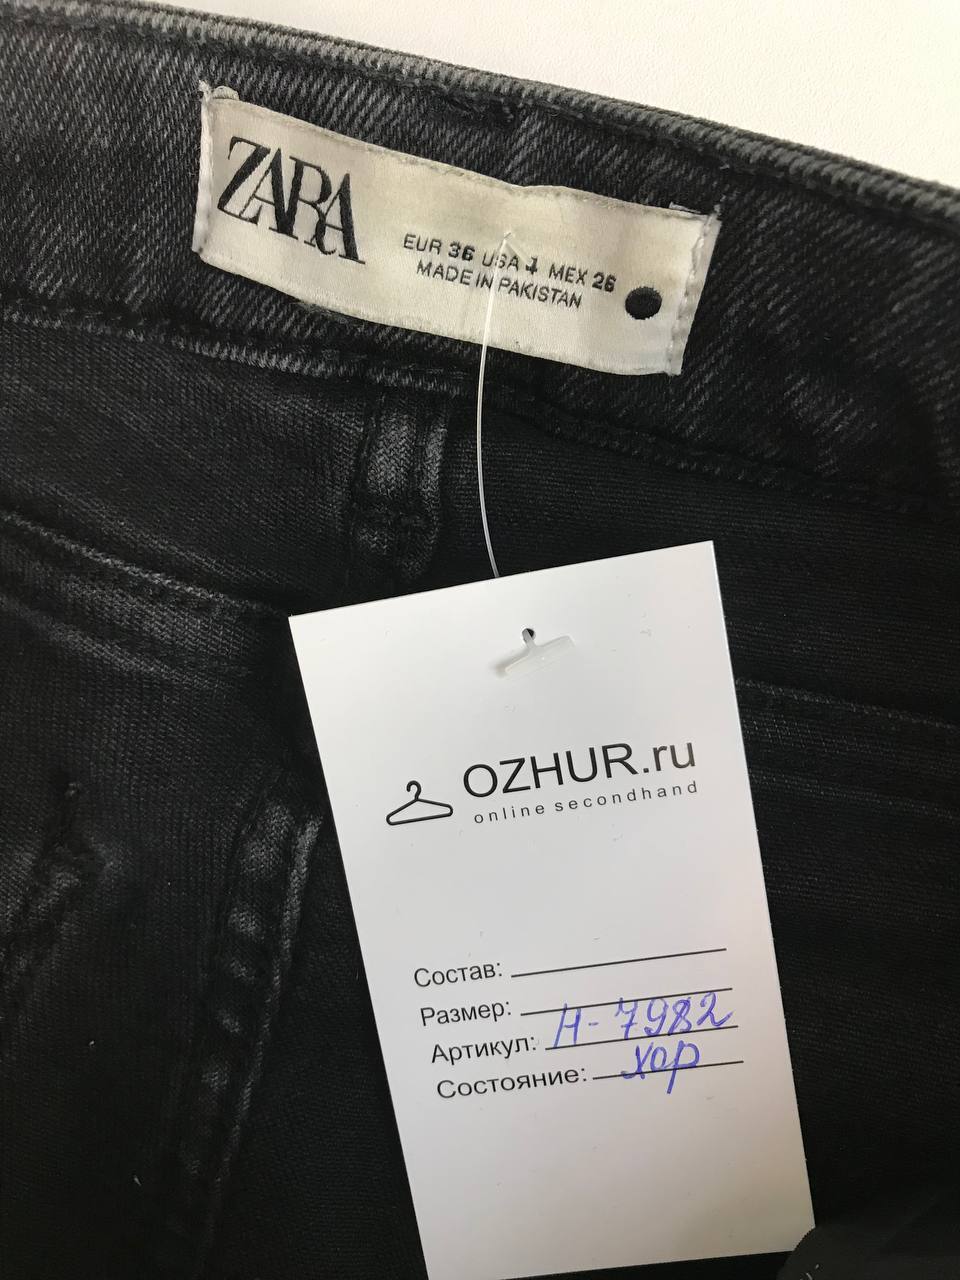 ZARA
EUR 36 USA 4 MEX 26
MADE IN PAKISTAN
OZHUR.ru
online secondhand
Состав:
Размер:
Артикул: Н-7982
Состояние: хор